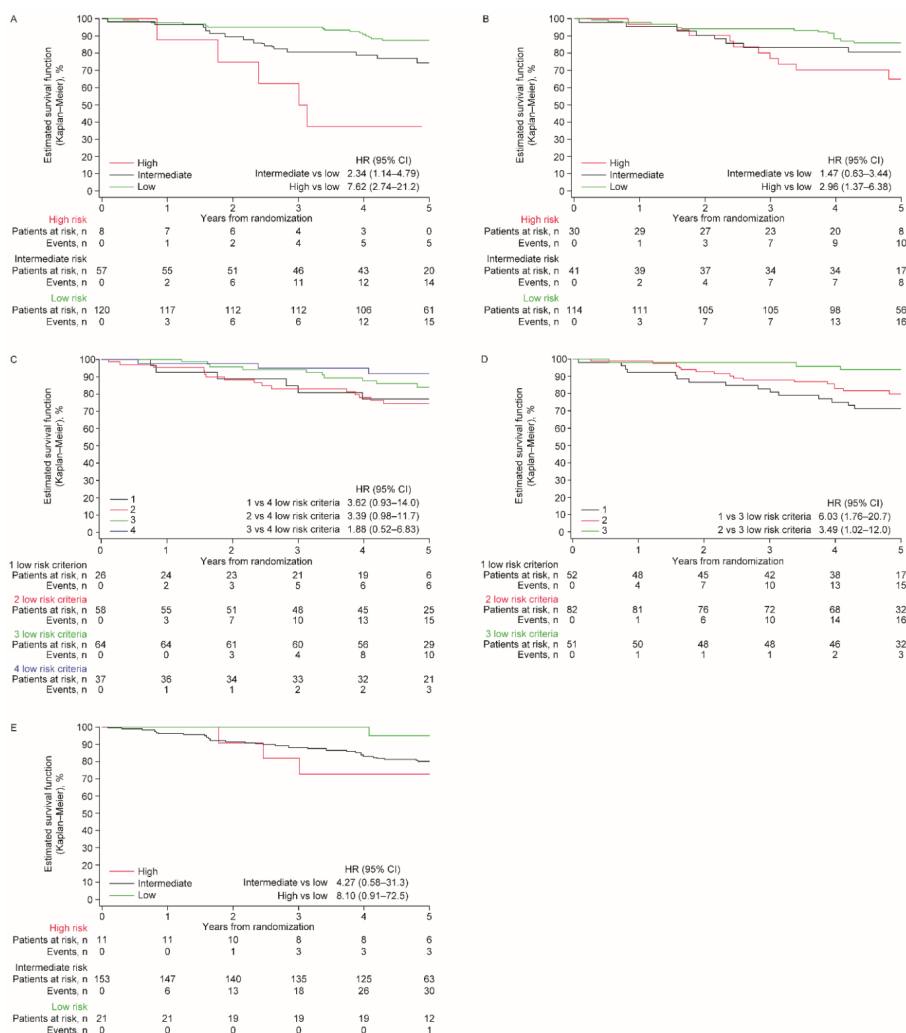 A
Estimated survival function
(Kaplan–Meier), %
100
90
80
70
60
50
40
30
20
10
0
High
Intermediate
Low
HR (95% CI)
Intermediate vs low 2.34 (1.14–4.79)
High vs low 7.62 (2.74–21.2)
0 1 2 3 4 5
Years from randomization
High risk
Patients at risk, n 8 7 6 4 3 0
Events, n 0 1 2 4 5 5
Intermediate risk
Patients at risk, n 57 55 51 46 43 20
Events, n 0 2 6 11 12 14
Low risk
Patients at risk, n 120 117 112 112 106 61
Events, n 0 3 6 6 12 15
B
Estimated survival function
(Kaplan–Meier), %
100
90
80
70
60
50
40
30
20
10
0
High
Intermediate
Low
HR (95% CI)
Intermediate vs low 1.47 (0.63–3.44)
High vs low 2.96 (1.37–6.38)
0 1 2 3 4 5
Years from randomization
High risk
Patients at risk, n 30 29 27 23 20 8
Events, n 0 1 3 7 9 10
Intermediate risk
Patients at risk, n 41 39 37 34 34 17
Events, n 0 2 4 7 7 8
Low risk
Patients at risk, n 114 111 105 105 98 56
Events, n 0 3 7 7 13 16
C
Estimated survival function
(Kaplan–Meier), %
100
90
80
70
60
50
40
30
20
10
0
1
2
3
4
HR (95% CI)
1 vs 4 low risk criteria 3.62 (0.93–14.0)
2 vs 4 low risk criteria 3.39 (0.98–11.7)
3 vs 4 low risk criteria 1.88 (0.52–6.83)
0 1 2 3 4 5
Years from randomization
1 low risk criterion
Patients at risk, n 26 24 23 21 19 6
Events, n 0 2 3 5 6 6
2 low risk criteria
Patients at risk, n 58 55 51 48 45 25
Events, n 0 3 7 10 13 15
3 low risk criteria
Patients at risk, n 64 64 61 60 56 29
Events, n 0 0 3 4 8 10
4 low risk criteria
Patients at risk, n 37 36 34 33 32 21
Events, n 0 1 1 2 2 3
D
Estimated survival function
(Kaplan–Meier), %
100
90
80
70
60
50
40
30
20
10
0
1
2
3
HR (95% CI)
1 vs 3 low risk criteria 6.03 (1.76–20.7)
2 vs 3 low risk criteria 3.49 (1.02–12.0)
0 1 2 3 4 5
Years from randomization
1 low risk criterion
Patients at risk, n 52 48 45 42 38 17
Events, n 0 4 7 10 13 15
2 low risk criteria
Patients at risk, n 82 81 76 72 68 32
Events, n 0 1 6 10 14 16
3 low risk criteria
Patients at risk, n 51 50 48 48 46 32
Events, n 0 1 1 1 2 3
E
Estimated survival function
(Kaplan–Meier), %
100
90
80
70
60
50
40
30
20
10
0
High
Intermediate
Low
HR (95% CI)
Intermediate vs low 4.27 (0.58–31.3)
High vs low 8.10 (0.91–72.5)
0 1 2 3 4 5
Years from randomization
High risk
Patients at risk, n 11 11 10 8 8 6
Events, n 0 0 1 3 3 3
Intermediate risk
Patients at risk, n 153 147 140 135 125 63
Events, n 0 6 13 18 26 30
Low risk
Patients at risk, n 21 21 19 19 19 12
Events, n 0 0 0 0 0 1